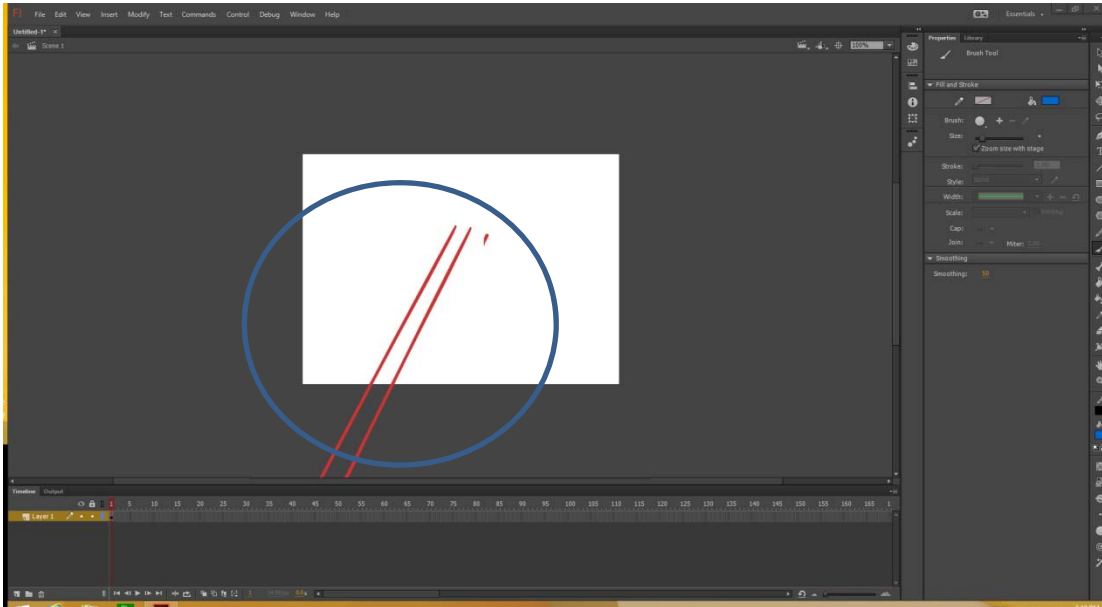 Fl File Edit View Insert Modify Text Commands Control Debug Window Help
Essentials
Untitled-1* ×
Scene 1
100%
Properties Library
Brush Tool
Fill and Stroke
Brush:
Size:
Zoom size with stage
Stroke:
Style:
Width:
Scale:
Cap:
Join: Miter:
Smoothing
Smoothing: 50
Timeline Output
1 5 10 15 20 25 30 35 40 45 50 55 60 65 70 75 80 85 90 95 100 105 110 115 120 125 130 135 140 145 150 155 160 165
Layer 1
1